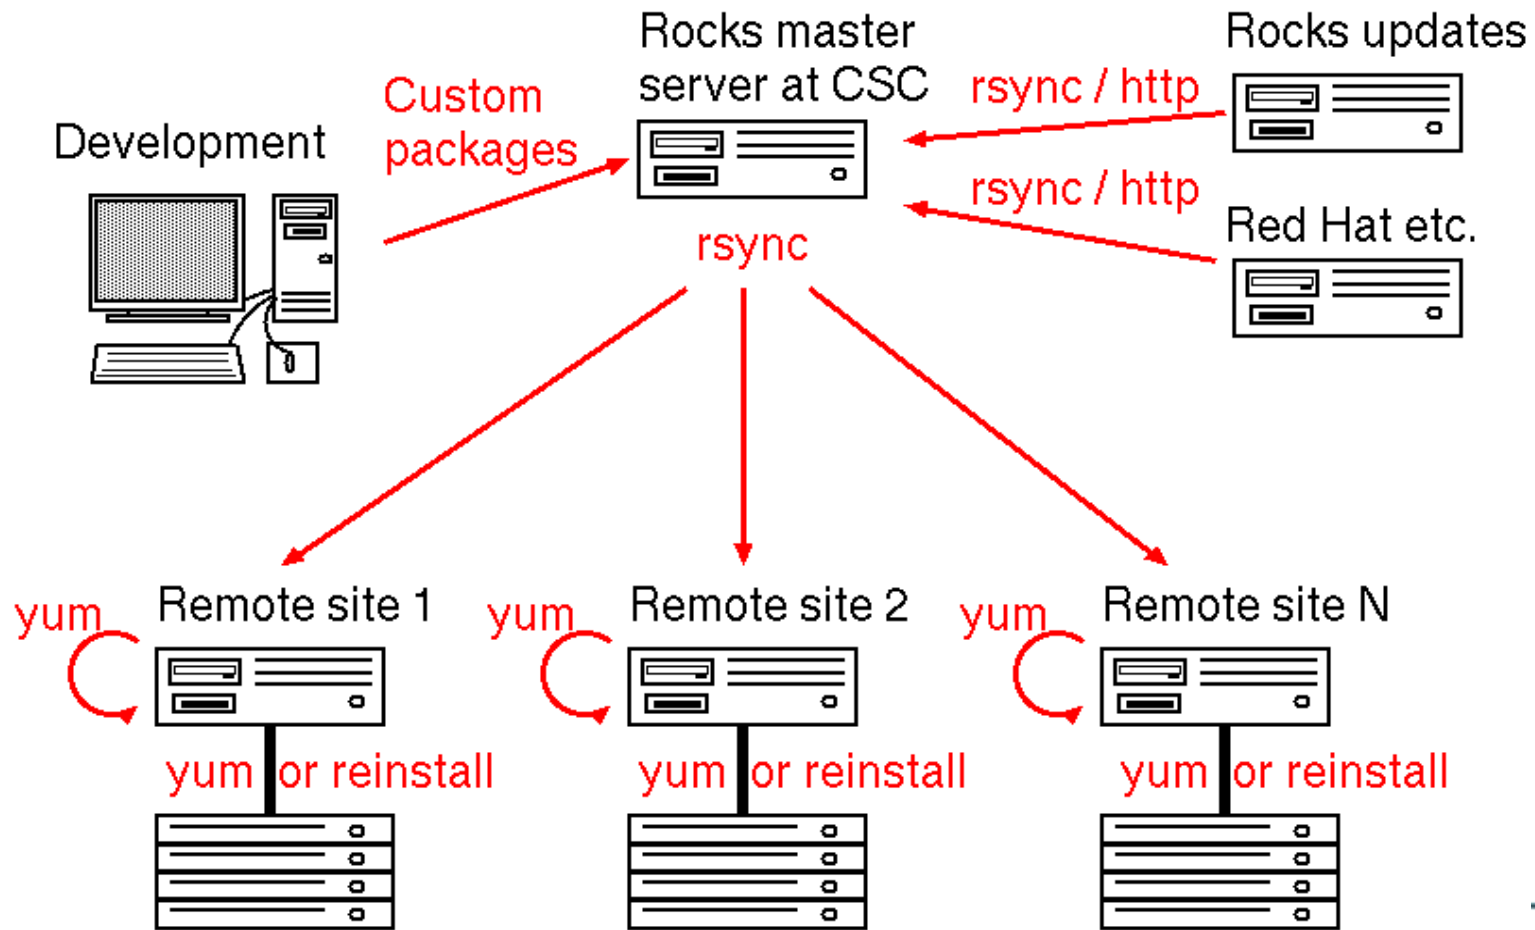 Rocks master
server at CSC
Rocks updates
Custom
packages
rsync / http
Development
rsync / http
Red Hat etc.
rsync
yum
Remote site 1
yum
Remote site 2
yum
Remote site N
yum or reinstall
yum or reinstall
yum or reinstall